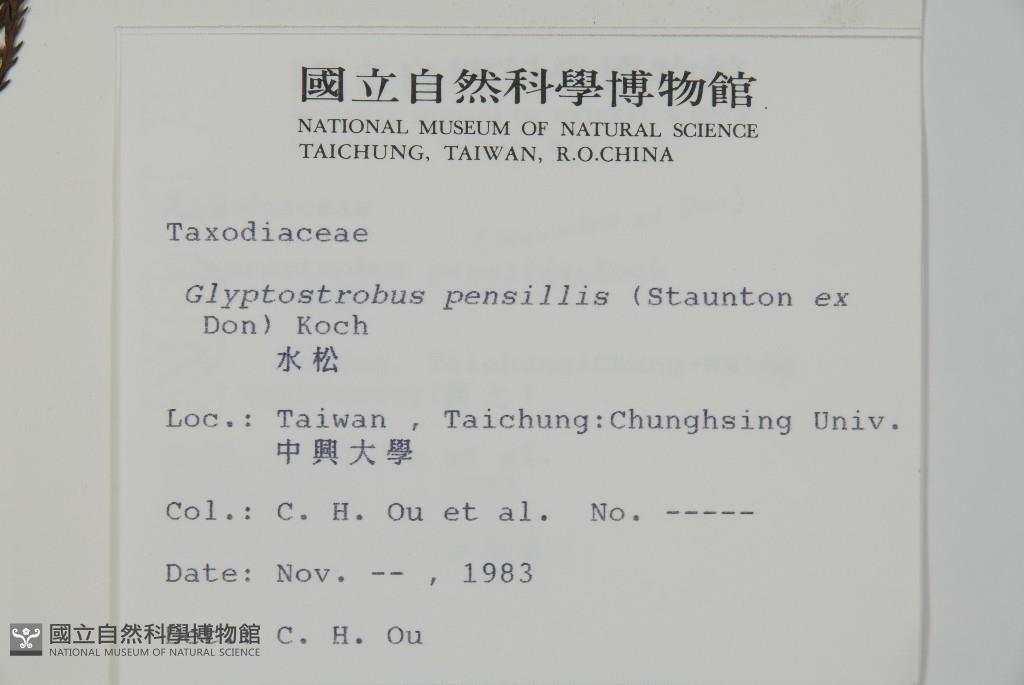 國立自然科學博物館
NATIONAL MUSEUM OF NATURAL SCIENCE
TAICHUNG, TAIWAN, R.O.CHINA
Taxodiaceae
Glyptostrobus pensillis (Staunton ex
Don) Koch
水松
Loc.: Taiwan , Taichung:Chunghsing Univ.
中興大學
Col.: C. H. Ou et al. No. -----
Date: Nov. -- , 1983
C. H. Ou
國立自然科學博物館
NATIONAL MUSEUM OF NATURAL SCIENCE